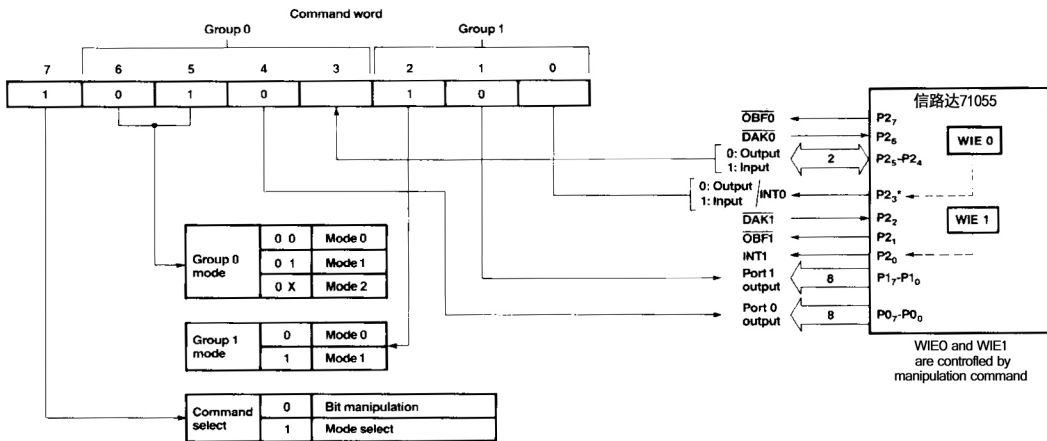 Command word
Group 0
Group 1
7 6 5 4 3 2 1 0
1 0 1 0 1 0
信路达71055
OBF0 P27
DAK0 P26
WIE 0
0: Output
1: Input
2
P25-P24
0: Output
1: Input
/INT0
P23*
DAK1 P22
WIE 1
OBF1 P21
INT1 P20
Port 1
output
8
P17-P10
Port 0
output
8
P07-P00
WIE0 and WIE1
are controfled by
manipulation command
Group 0
mode
0 0 Mode 0
0 1 Mode 1
0 X Mode 2
Group 1
mode
0 Mode 0
1 Mode 1
Command
select
0 Bit manipulation
1 Mode select